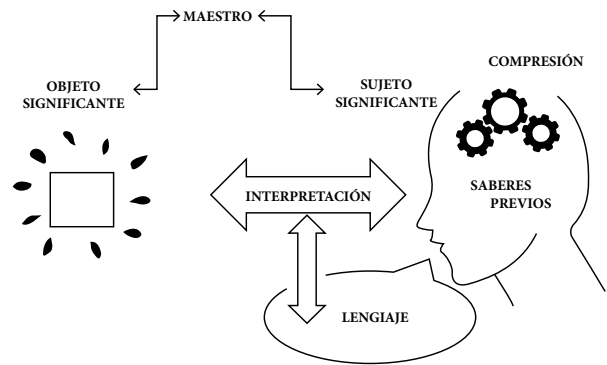 MAESTRO
OBJETO
SIGNIFICANTE
SUJETO
SIGNIFICANTE
COMPRESIÓN
INTERPRETACIÓN
SABERES
PREVIOS
LENGIAJE